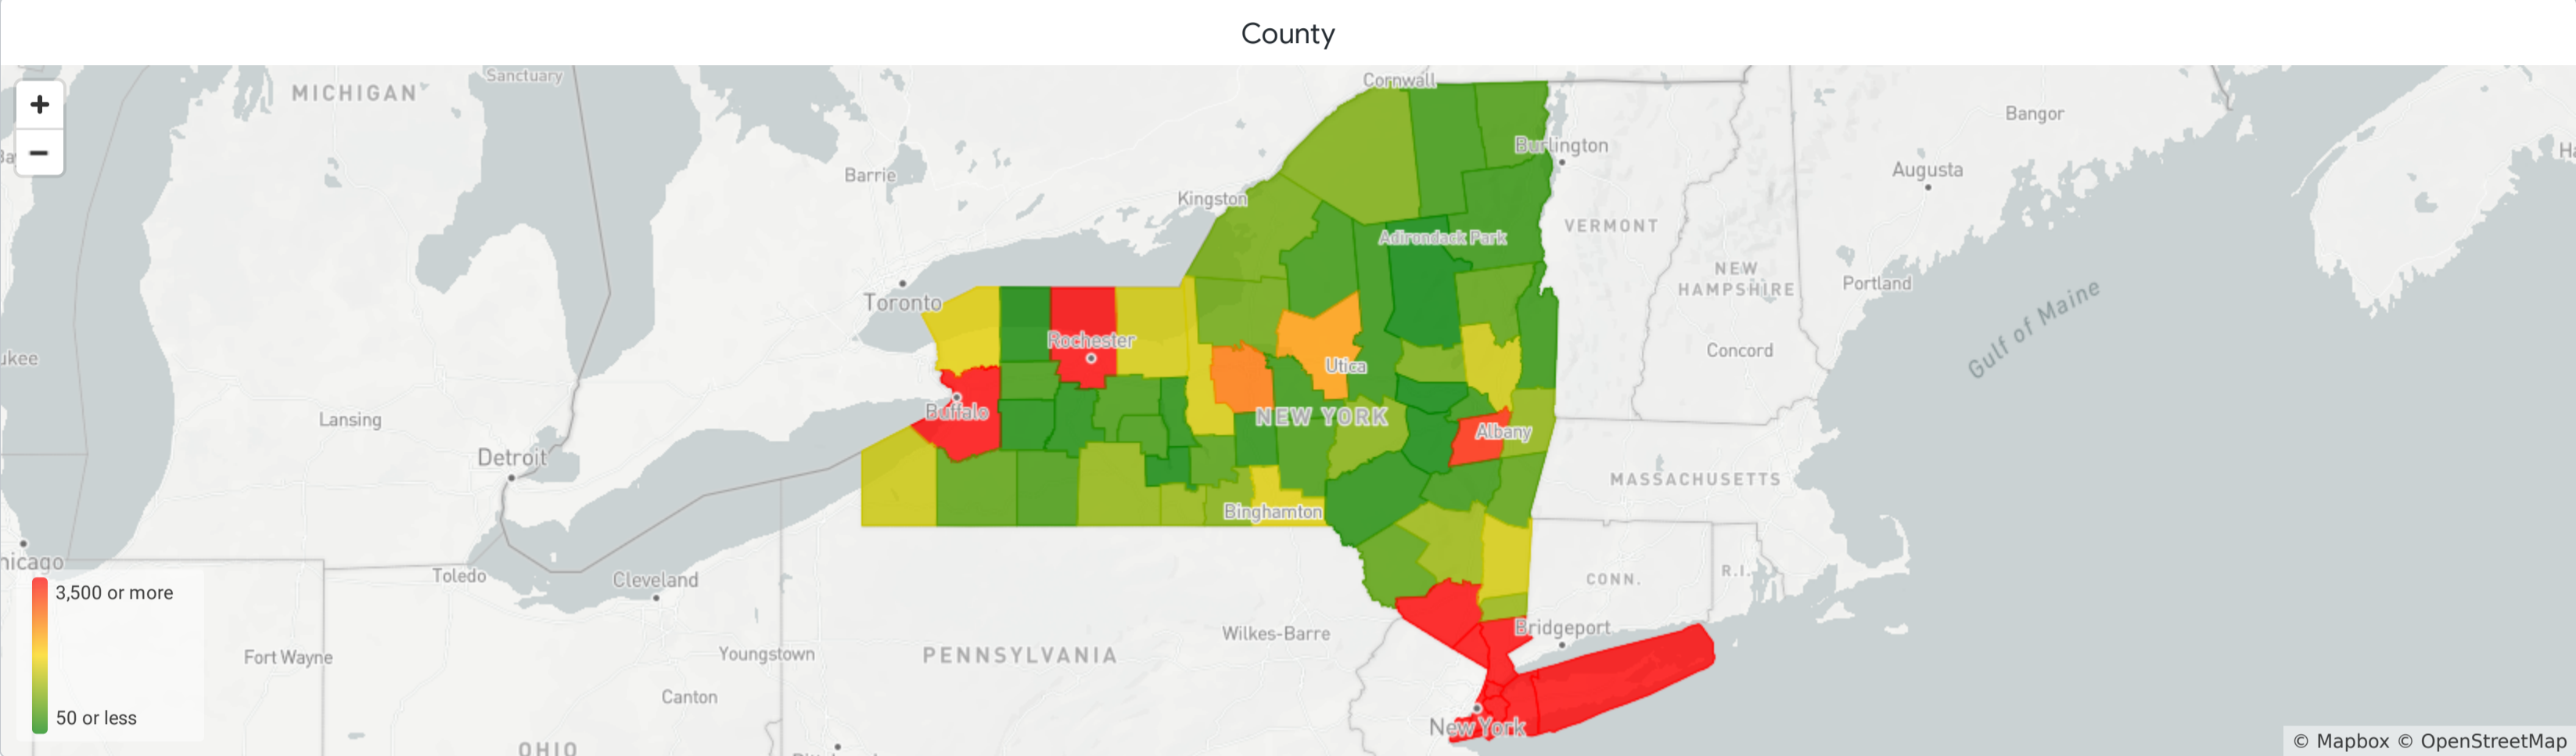 County
Sanctuary
MICHIGAN
Cornwall
Bangor
Burlington
Augusta
Barrie
Kingston
VERMONT
Adirondack Park
NEW
HAMPSHIRE
Portland
Toronto
Gulf of Maine
Rochester
Concord
ukee
Utica
Buffalo
Lansing
NEW YORK
Albany
Detroit
MASSACHUSETTS
Binghamton
hicago
Toledo
Cleveland
CONN.
R.I.
3,500 or more
Bridgeport
Wilkes-Barre
Fort Wayne
Youngstown
PENNSYLVANIA
Canton
50 or less
New York
OHIO
© Mapbox © OpenStreetMap